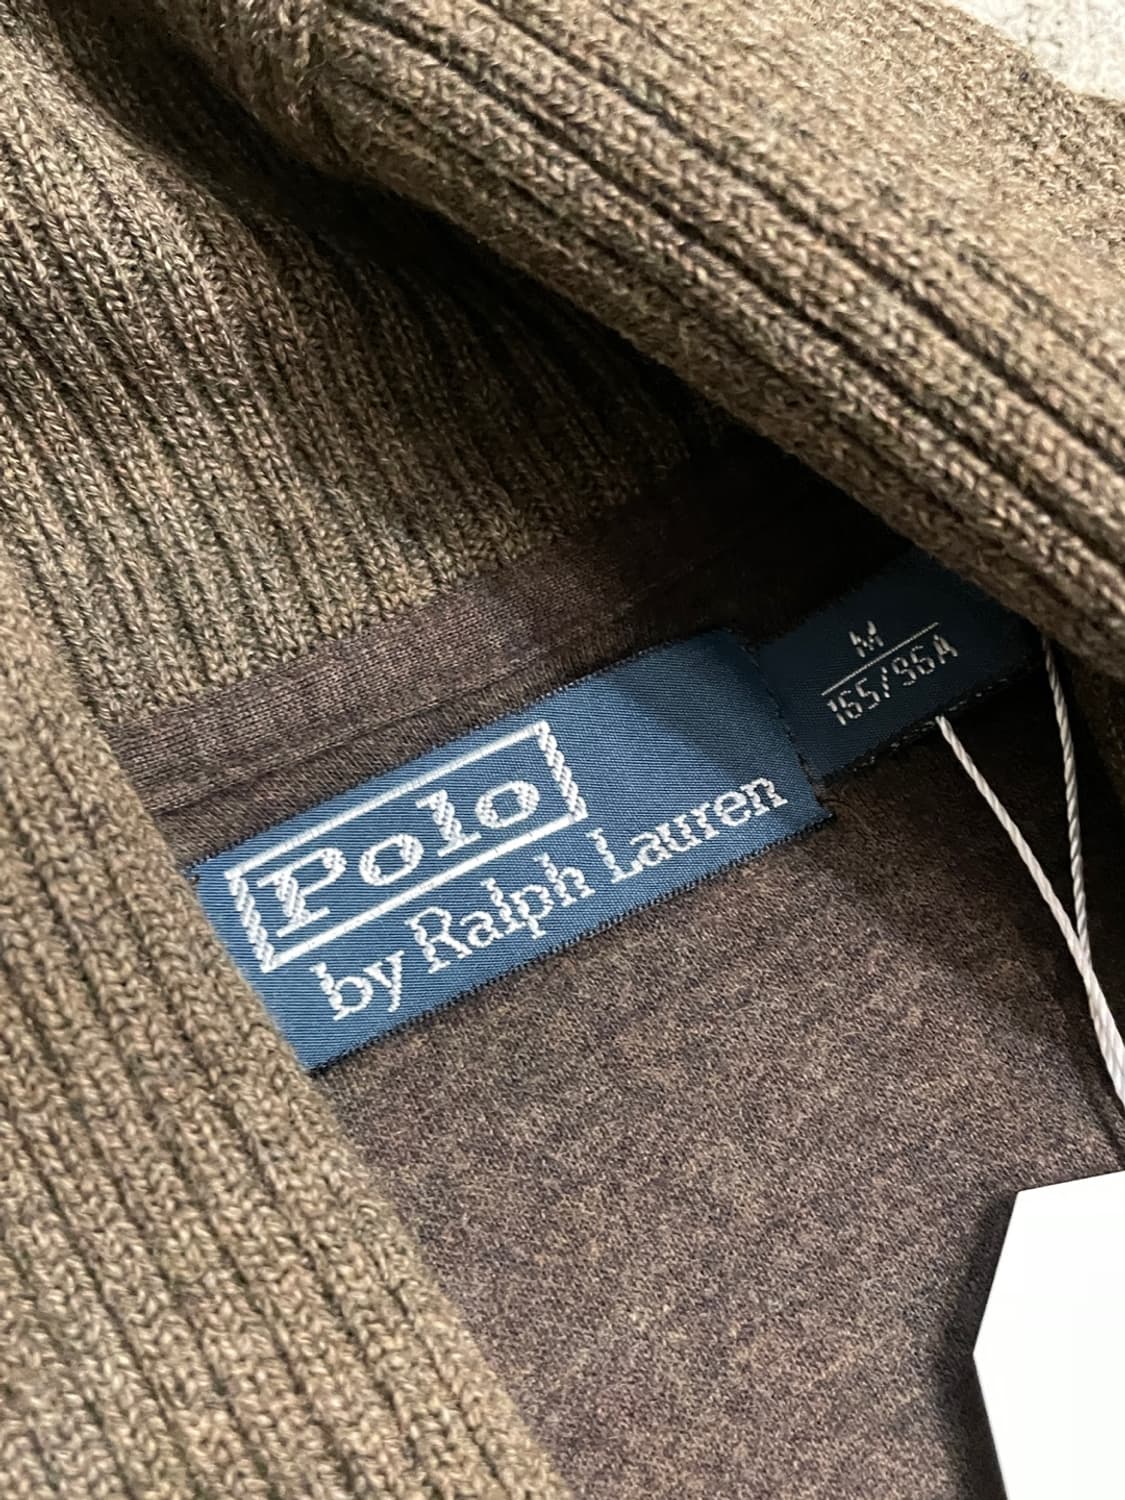 Polo
by Ralph Lauren
M
165/96A